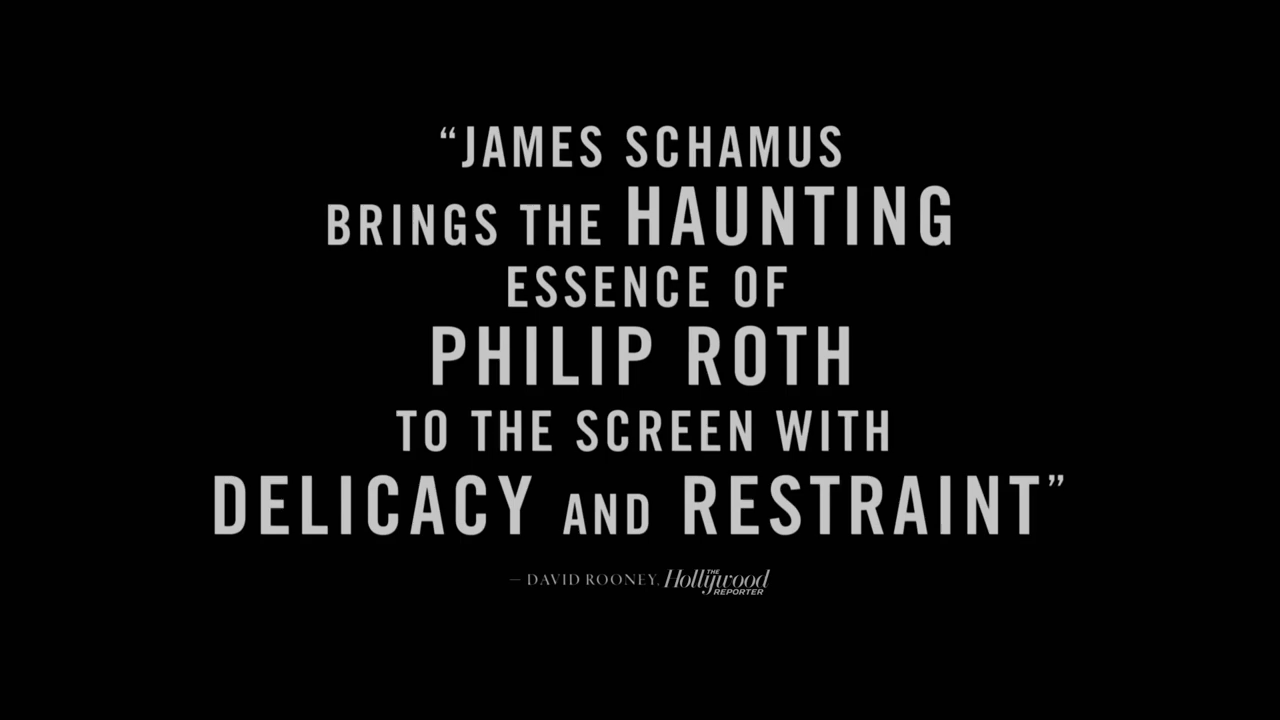 “JAMES SCHAMUS
BRINGS THE HAUNTING
ESSENCE OF
PHILIP ROTH
TO THE SCREEN WITH
DELICACY AND RESTRAINT”
— DAVID ROONEY, THE Hollywood REPORTER